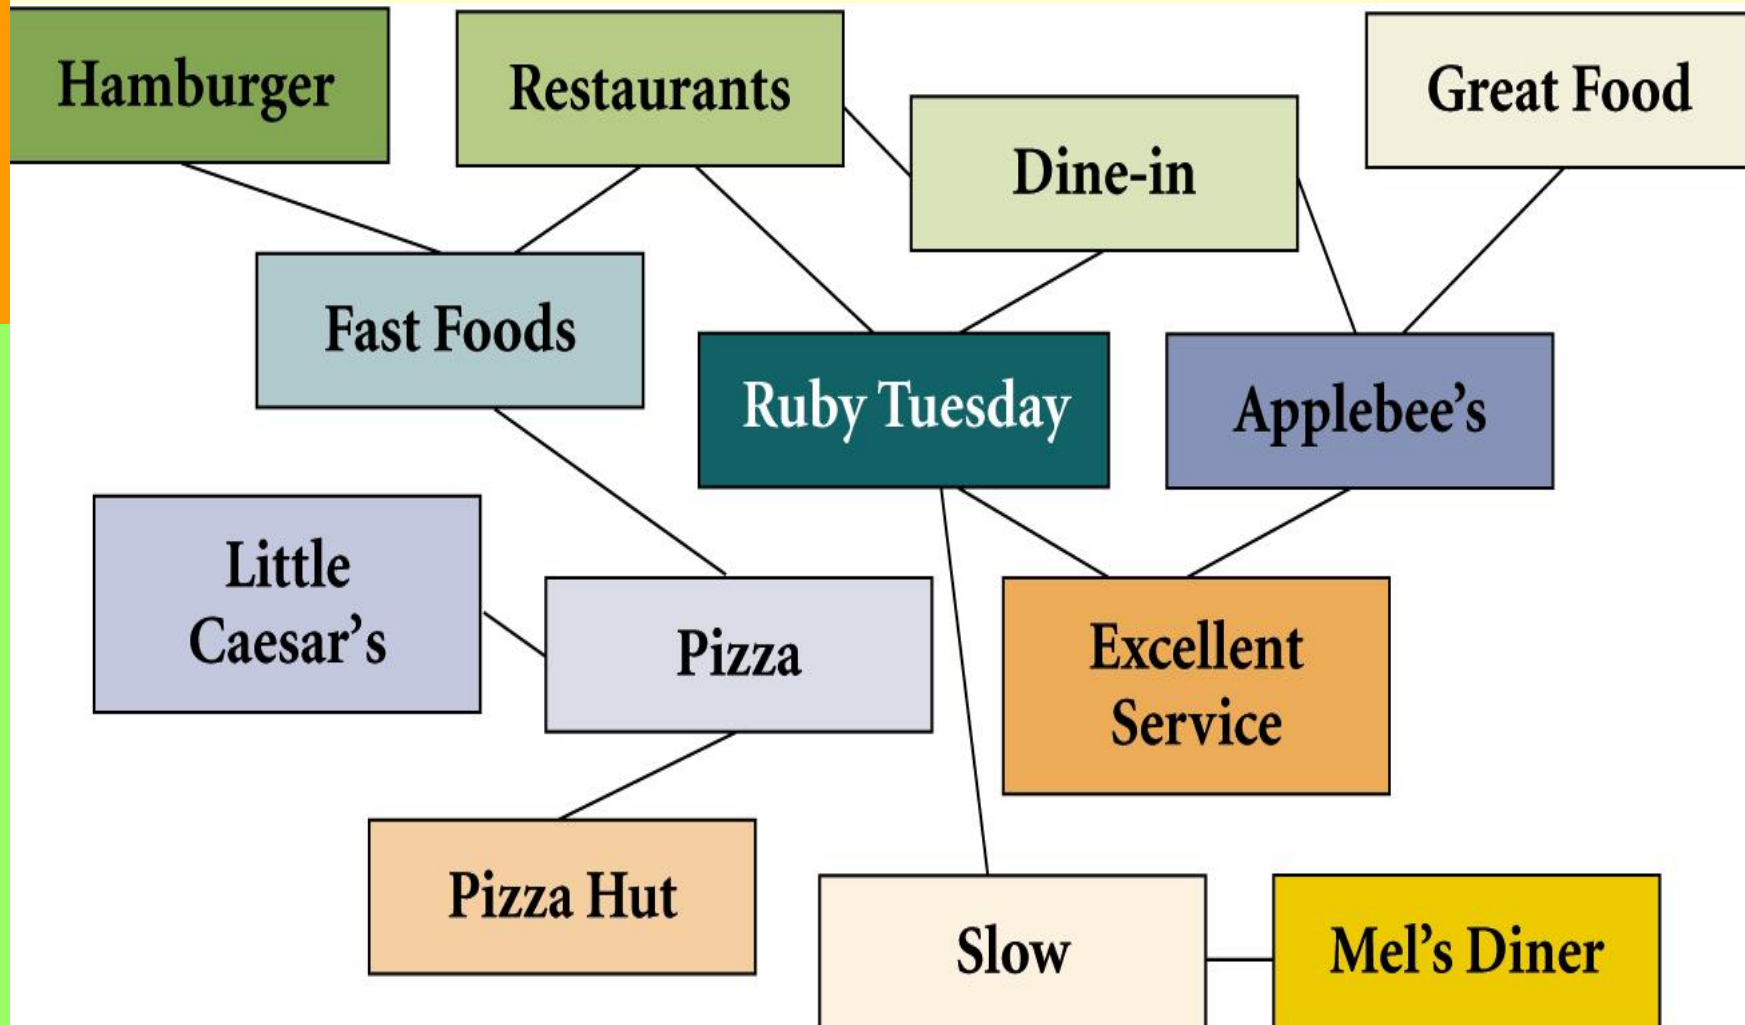 Hamburger
Restaurants
Great Food
Dine-in
Fast Foods
Ruby Tuesday
Applebee’s
Little
Caesar’s
Pizza
Excellent
Service
Pizza Hut
Slow
Mel’s Diner